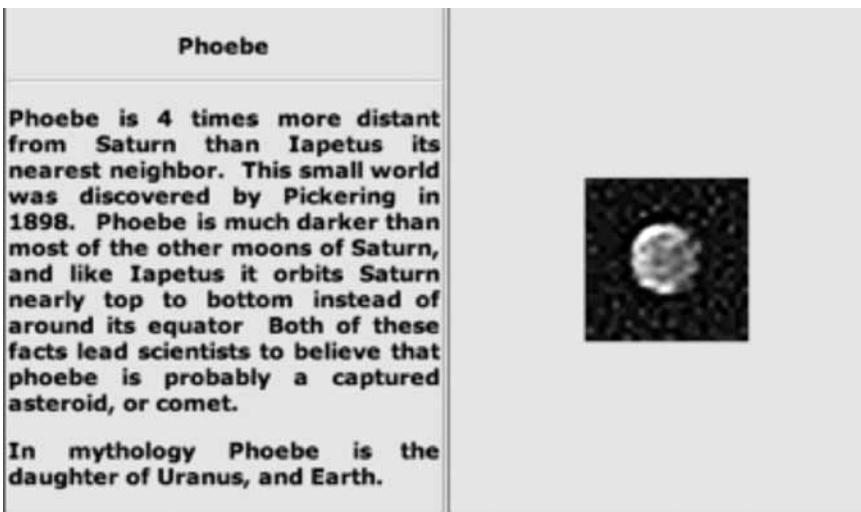 Phoebe
Phoebe is 4 times more distant
from Saturn than Iapetus its
nearest neighbor. This small world
was discovered by Pickering in
1898. Phoebe is much darker than
most of the other moons of Saturn,
and like Iapetus it orbits Saturn
nearly top to bottom instead of
around its equator Both of these
facts lead scientists to believe that
phoebe is probably a captured
asteroid, or comet.
In mythology Phoebe is the
daughter of Uranus, and Earth.